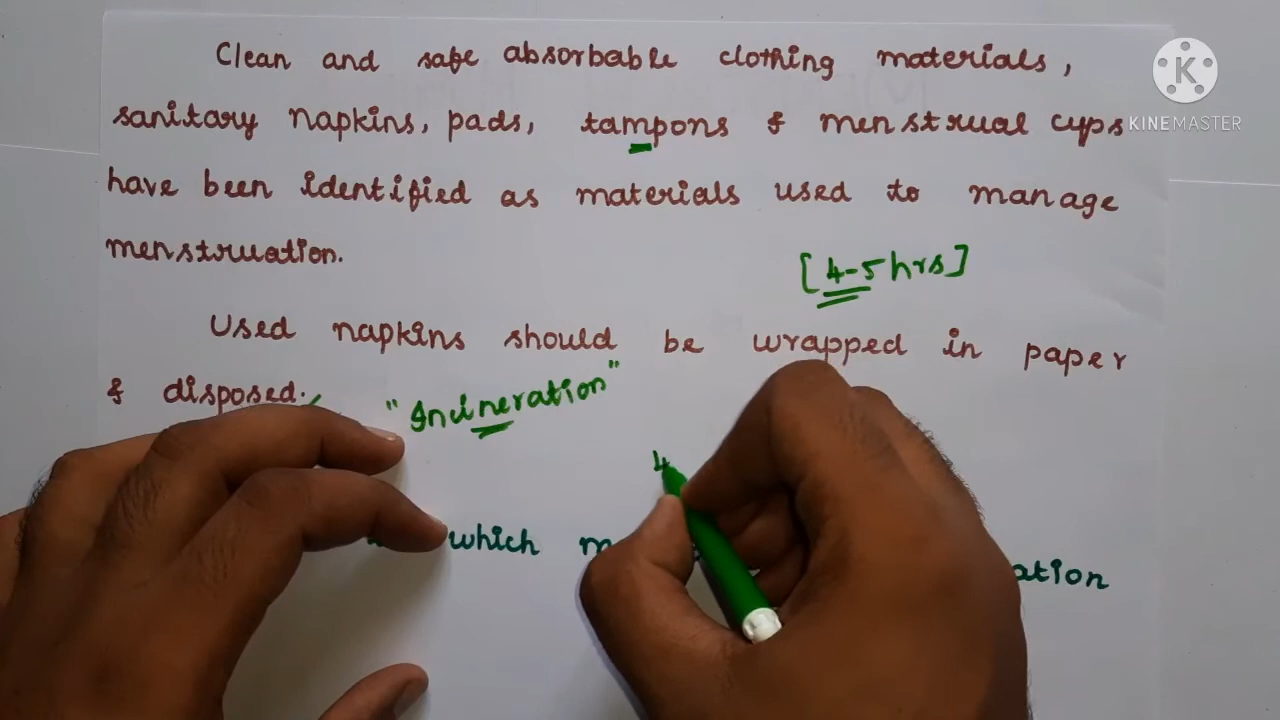 Clean and safe absorbable clothing materials,
sanitary napkins, pads, tampons & menstrual cups
have been identified as materials used to manage
menstruation.
[4-5 hrs]
Used napkins should be wrapped in paper
& disposed.
"Incineration"
4
which
K
KINEMASTER